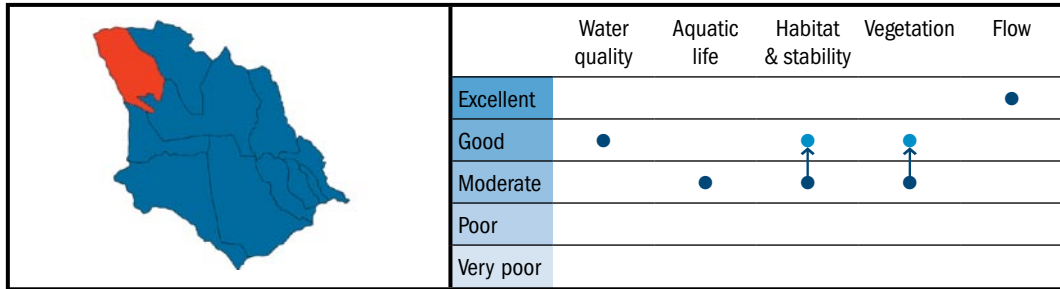 Water quality
Aquatic life
Habitat & stability
Vegetation
Flow
Excellent
Good
Moderate
Poor
Very poor